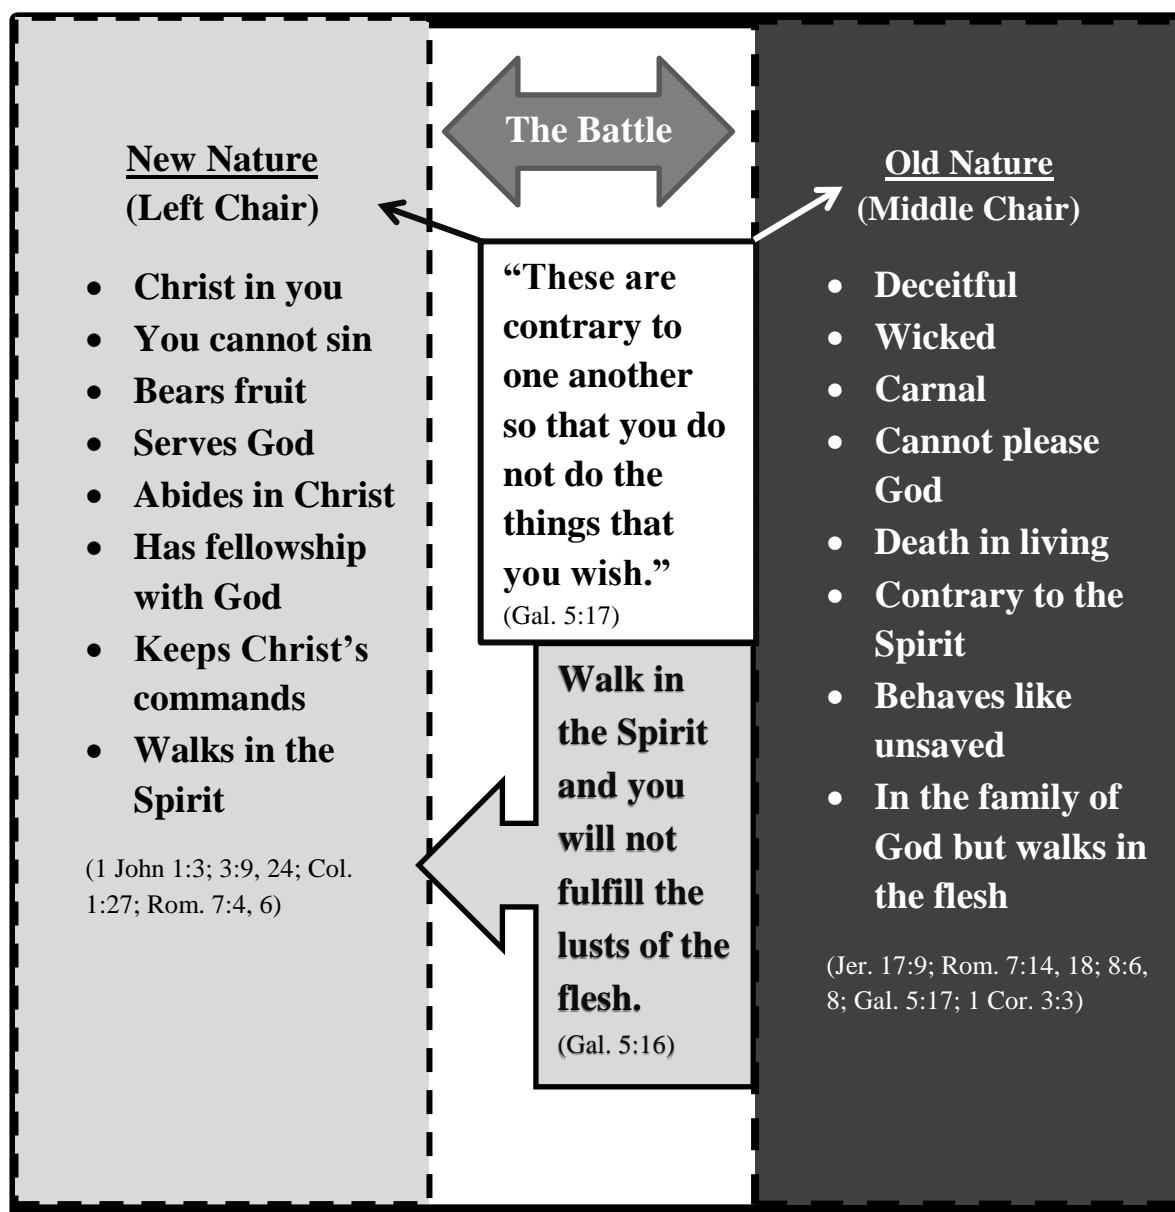 The Battle
New Nature
(Left Chair)
• Christ in you
• You cannot sin
• Bears fruit
• Serves God
• Abides in Christ
• Has fellowship
with God
• Keeps Christ’s
commands
• Walks in the
Spirit
(1 John 1:3; 3:9, 24; Col.
1:27; Rom. 7:4, 6)
“These are
contrary to
one another
so that you do
not do the
things that
you wish.”
(Gal. 5:17)
Walk in
the Spirit
and you
will not
fulfill the
lusts of the
flesh.
(Gal. 5:16)
Old Nature
(Middle Chair)
• Deceitful
• Wicked
• Carnal
• Cannot please
God
• Death in living
• Contrary to the
Spirit
• Behaves like
unsaved
• In the family of
God but walks in
the flesh
(Jer. 17:9; Rom. 7:14, 18; 8:6,
8; Gal. 5:17; 1 Cor. 3:3)